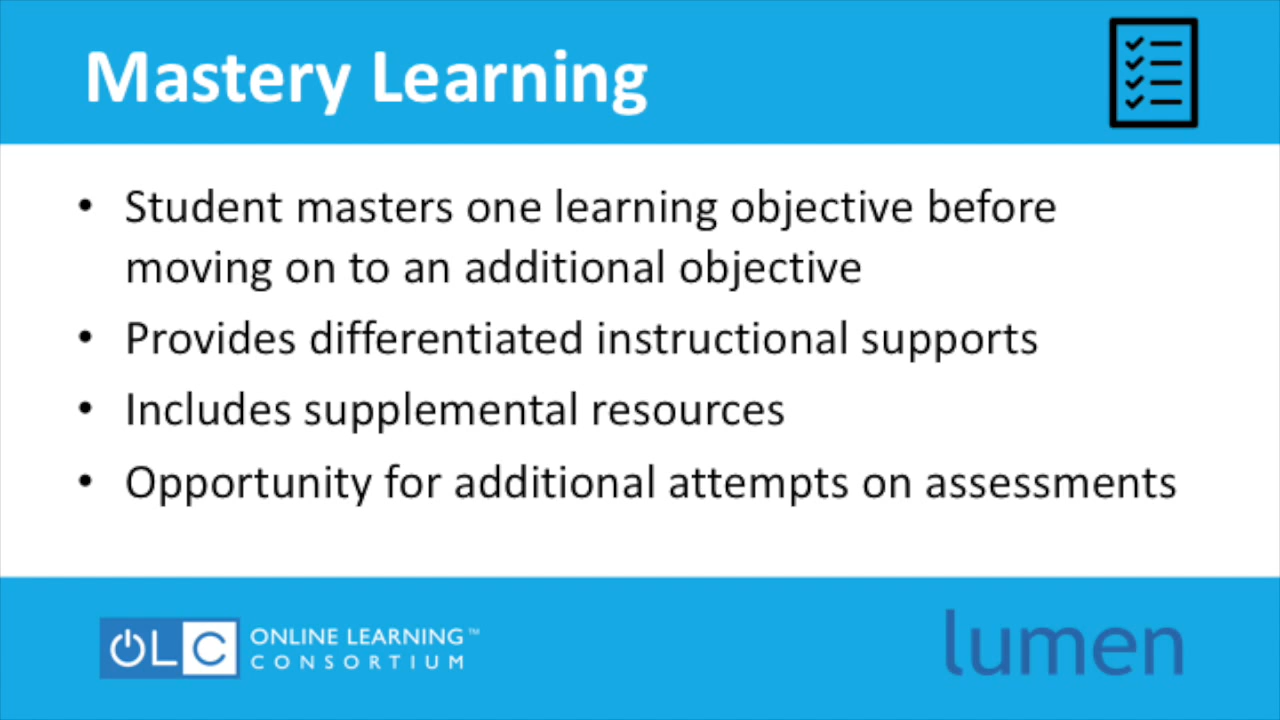 Mastery Learning
• Student masters one learning objective before
moving on to an additional objective
• Provides differentiated instructional supports
• Includes supplemental resources
• Opportunity for additional attempts on assessments
OLC ONLINE LEARNING™
CONSORTIUM
lumen